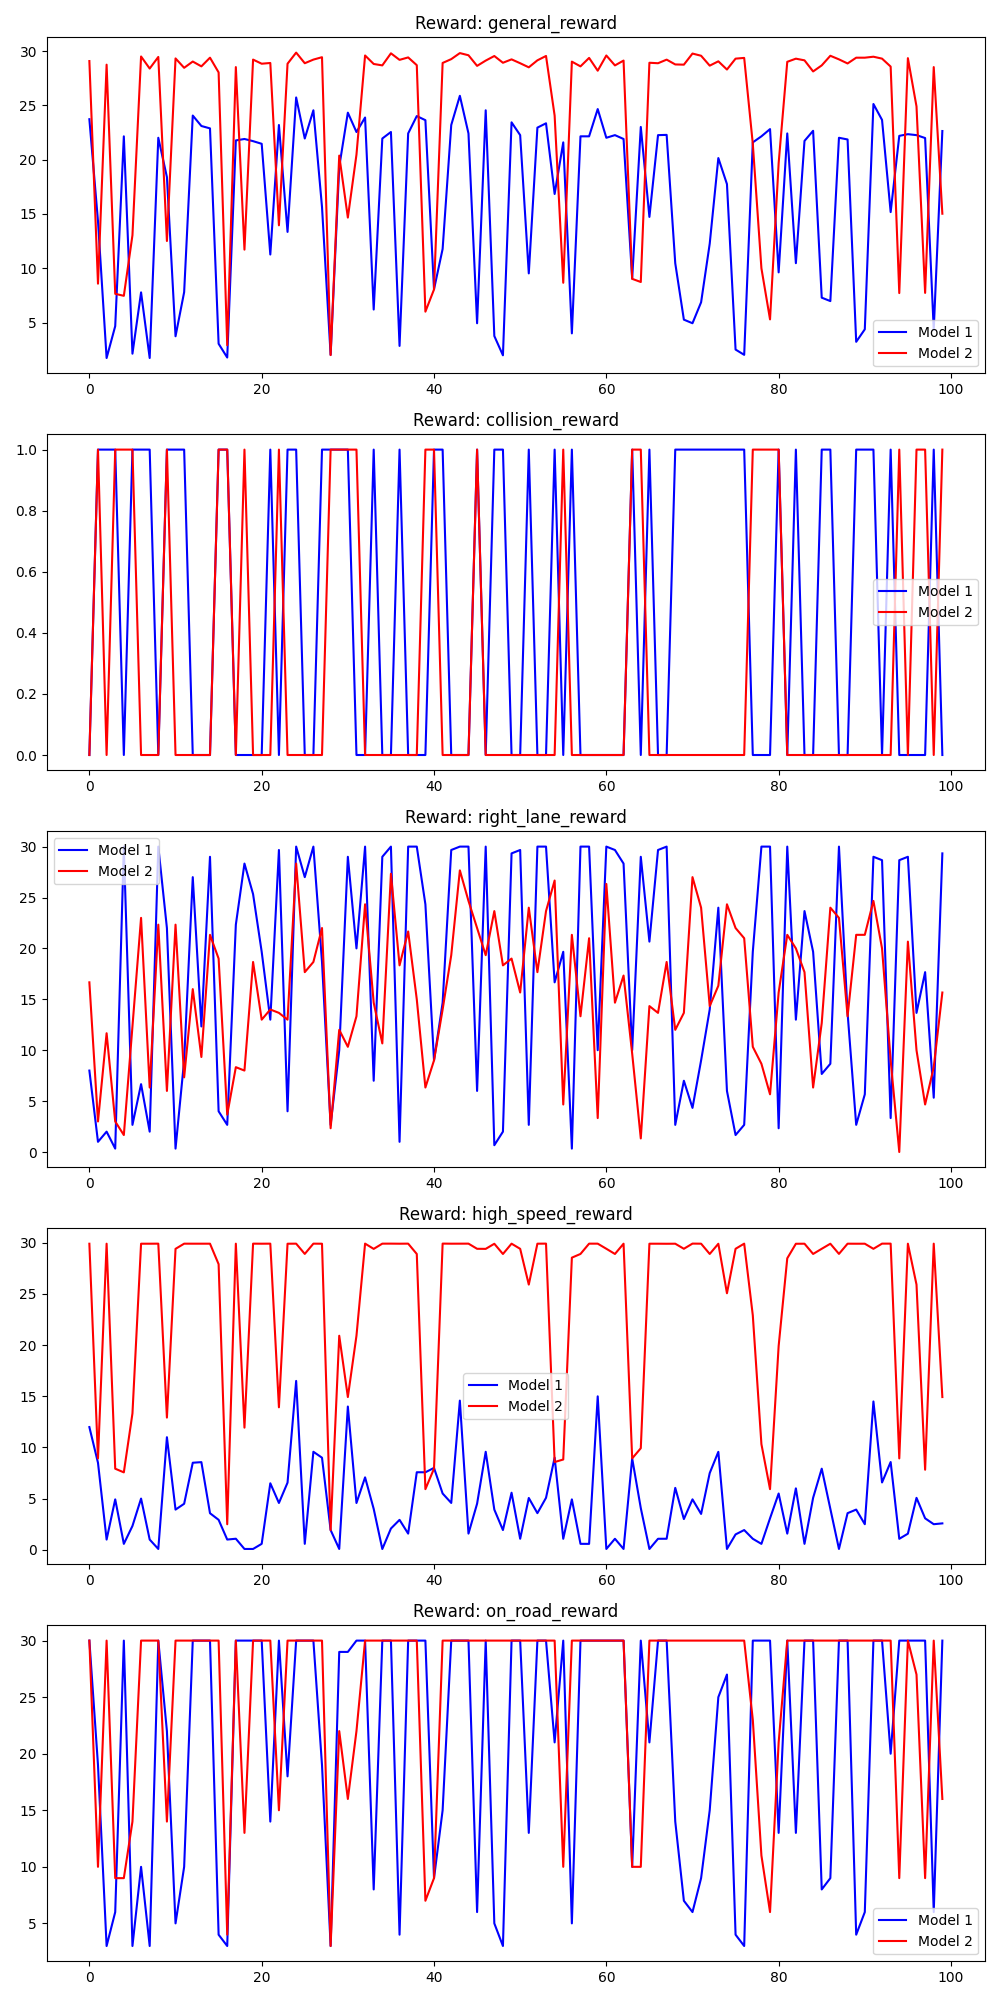 Reward: general_reward
30
25
20
15
10
5
Model 1
Model 2
0 20 40 60 80 100
Reward: collision_reward
1.0
0.8
0.6
0.4
0.2
0.0
Model 1
Model 2
0 20 40 60 80 100
Reward: right_lane_reward
Model 1
Model 2
30
25
20
15
10
5
0
0 20 40 60 80 100
Reward: high_speed_reward
30
25
20
15
10
5
0
Model 1
Model 2
0 20 40 60 80 100
Reward: on_road_reward
30
25
20
15
10
5
Model 1
Model 2
0 20 40 60 80 100